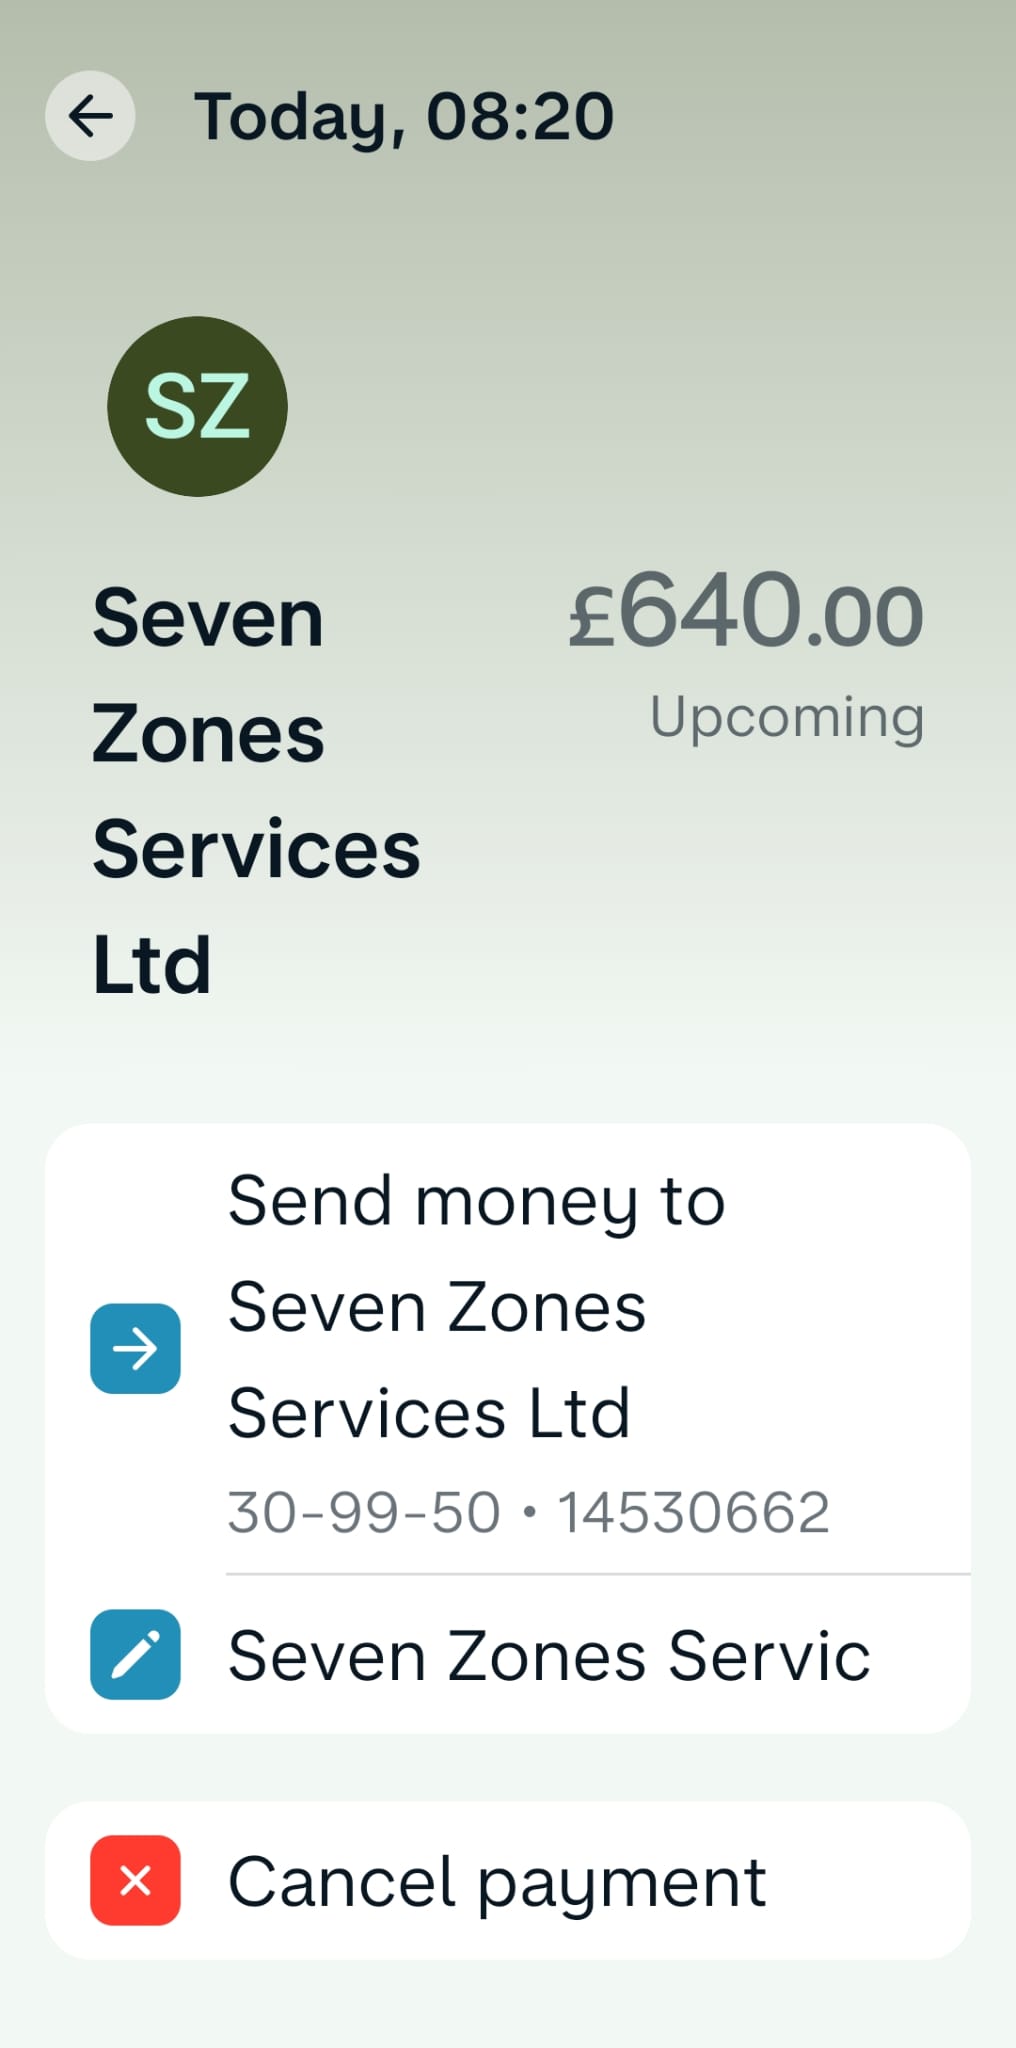 Today, 08:20
SZ
Seven
Zones
Services
Ltd
£640.00
Upcoming
Send money to
Seven Zones
Services Ltd
30-99-50 • 14530662
Seven Zones Servic
Cancel payment